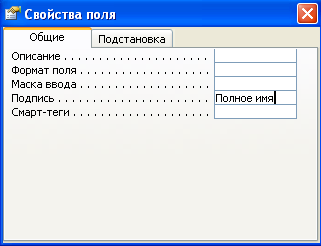 Свойства поля
Общие Подстановка
Описание . . . . . . . . . . . . . . . . . . . .
Формат поля . . . . . . . . . . . . . . . . . .
Маска ввода . . . . . . . . . . . . . . . . . .
Подпись . . . . . . . . . . . . . . . . . . . . . Полное имя
Смарт-теги . . . . . . . . . . . . . . . . . . .